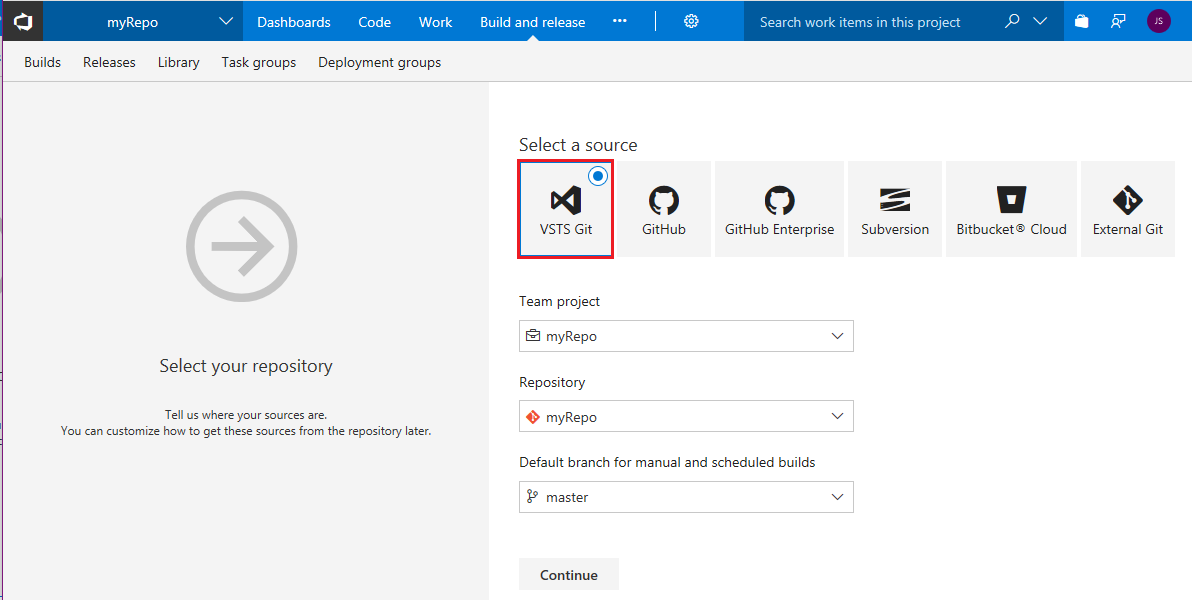 myRepo Dashboards Code Work Build and release ··· Search work items in this project JS
Builds Releases Library Task groups Deployment groups
Select your repository
Tell us where your sources are.
You can customize how to get these sources from the repository later.
Select a source
VSTS Git GitHub GitHub Enterprise Subversion Bitbucket® Cloud External Git
Team project
myRepo
Repository
myRepo
Default branch for manual and scheduled builds
master
Continue